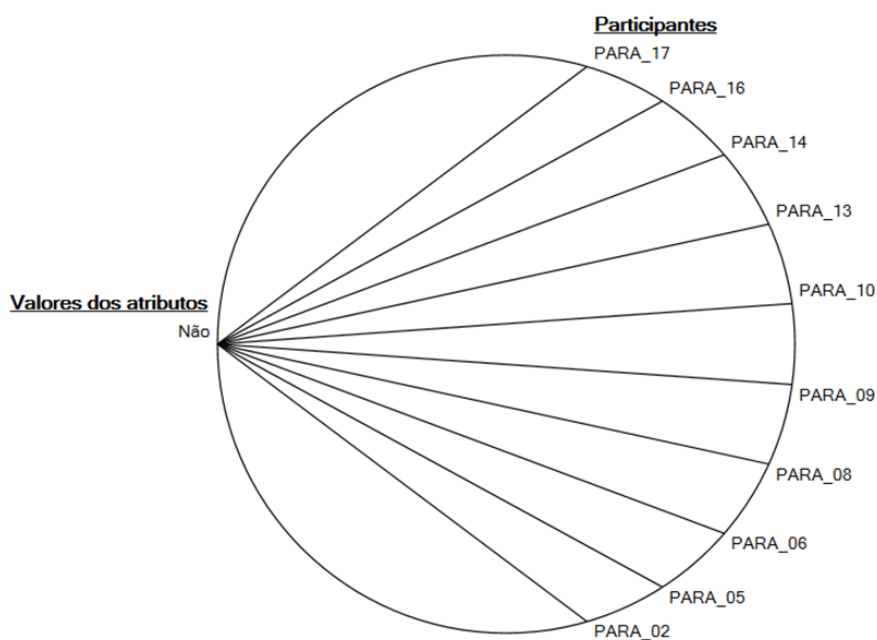 Participantes
PARA_17
PARA_16
PARA_14
PARA_13
PARA_10
Valores dos atributos
Não
PARA_09
PARA_08
PARA_06
PARA_05
PARA_02